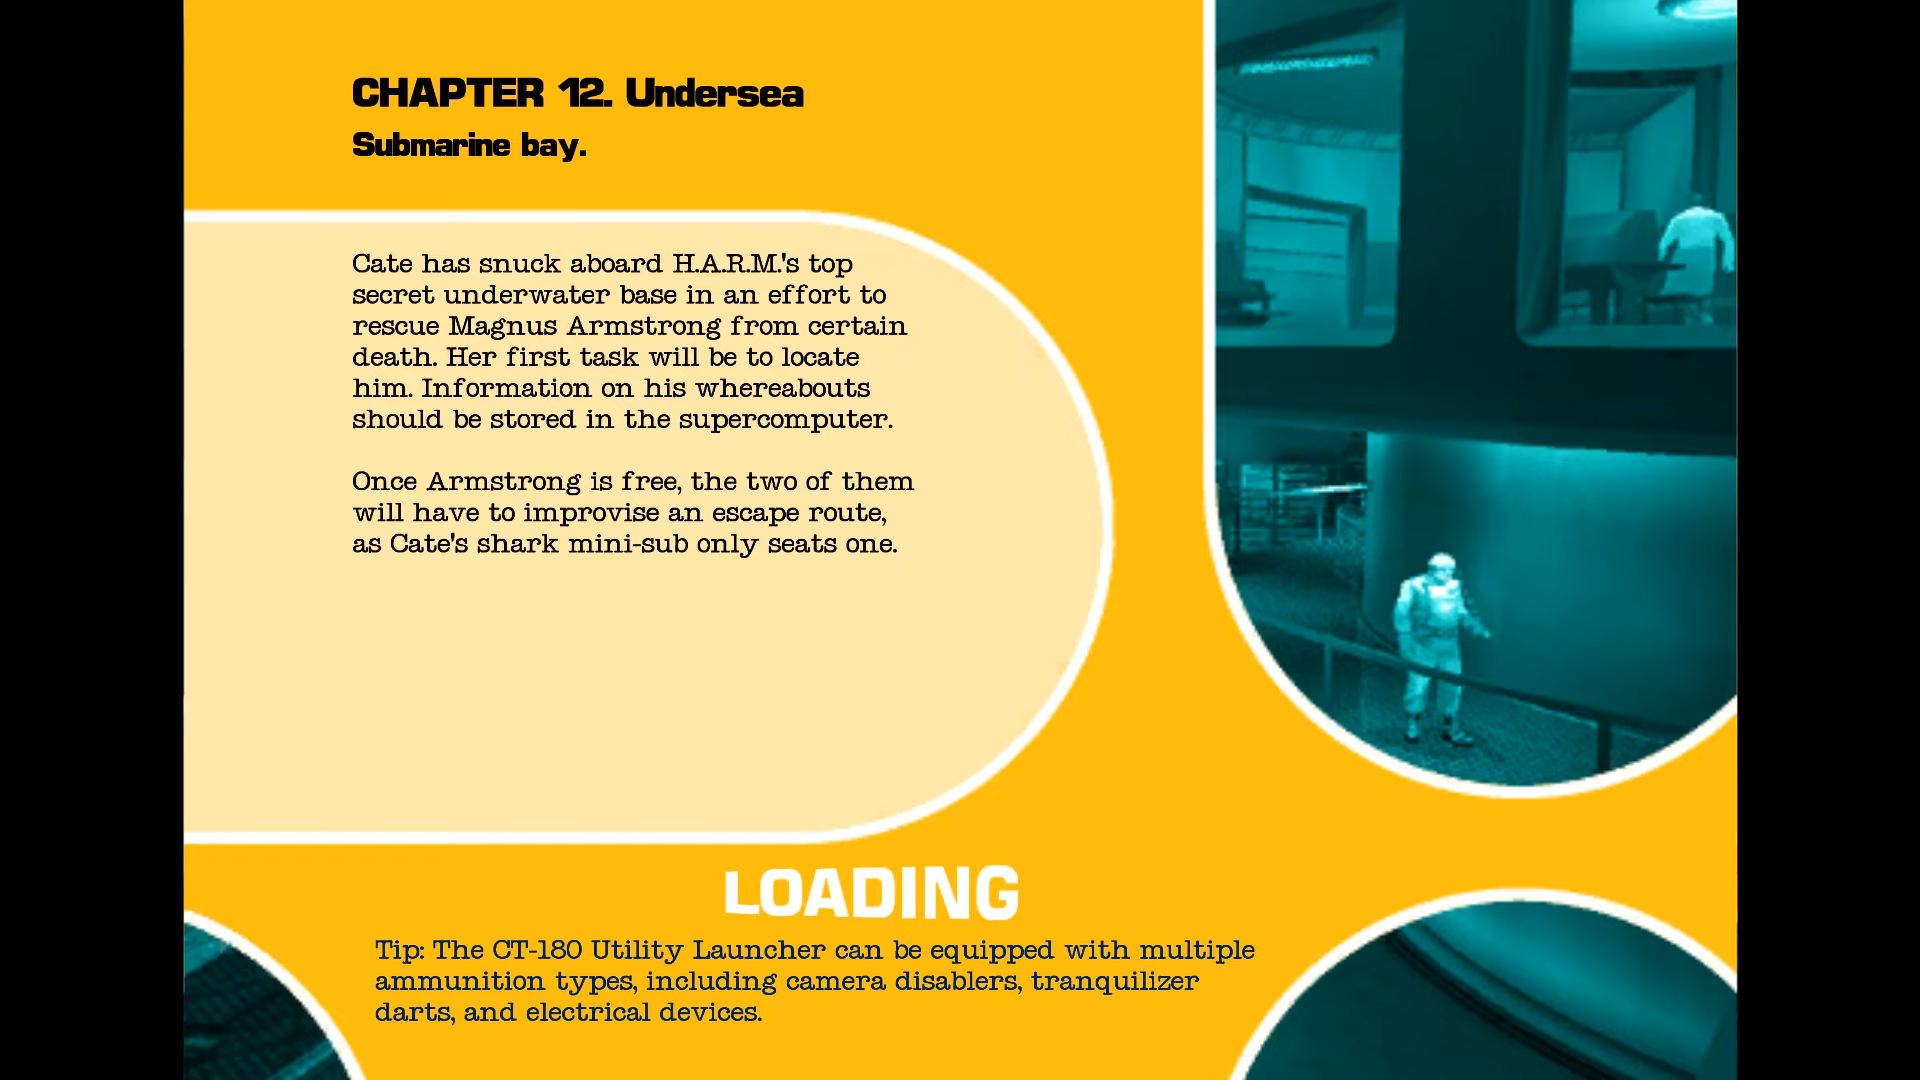 CHAPTER 12. Undersea
Submarine bay.
Cate has snuck aboard H.A.R.M.'s top
secret underwater base in an effort to
rescue Magnus Armstrong from certain
death. Her first task will be to locate
him. Information on his whereabouts
should be stored in the supercomputer.
Once Armstrong is free, the two of them
will have to improvise an escape route,
as Cate's shark mini-sub only seats one.
LOADING
Tip: The CT-180 Utility Launcher can be equipped with multiple
ammunition types, including camera disablers, tranquilizer
darts, and electrical devices.